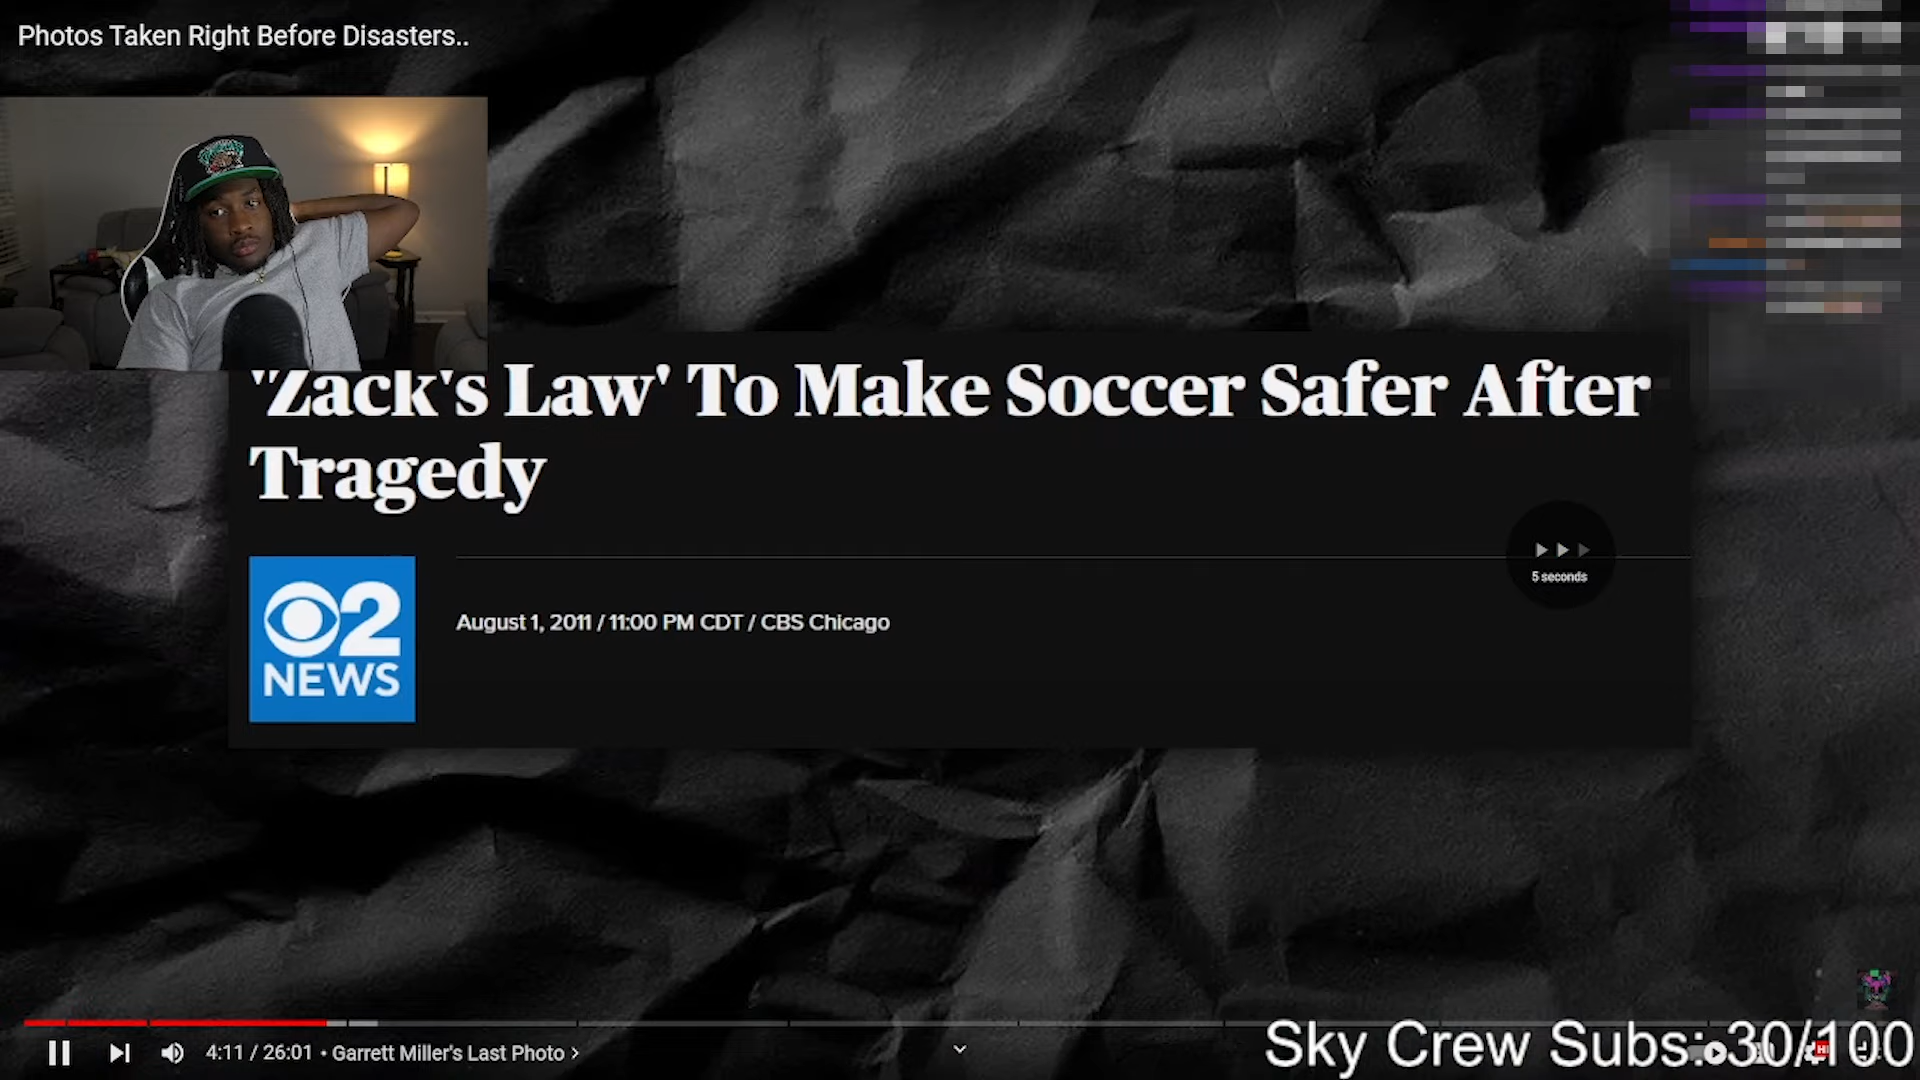 Photos Taken Right Before Disasters..
'Zack's Law' To Make Soccer Safer After
Tragedy
5 seconds
2
NEWS
August 1, 2011 / 11:00 PM CDT / CBS Chicago
4:11 / 26:01 • Garrett Miller's Last Photo >
Sky Crew Subs: 30/100